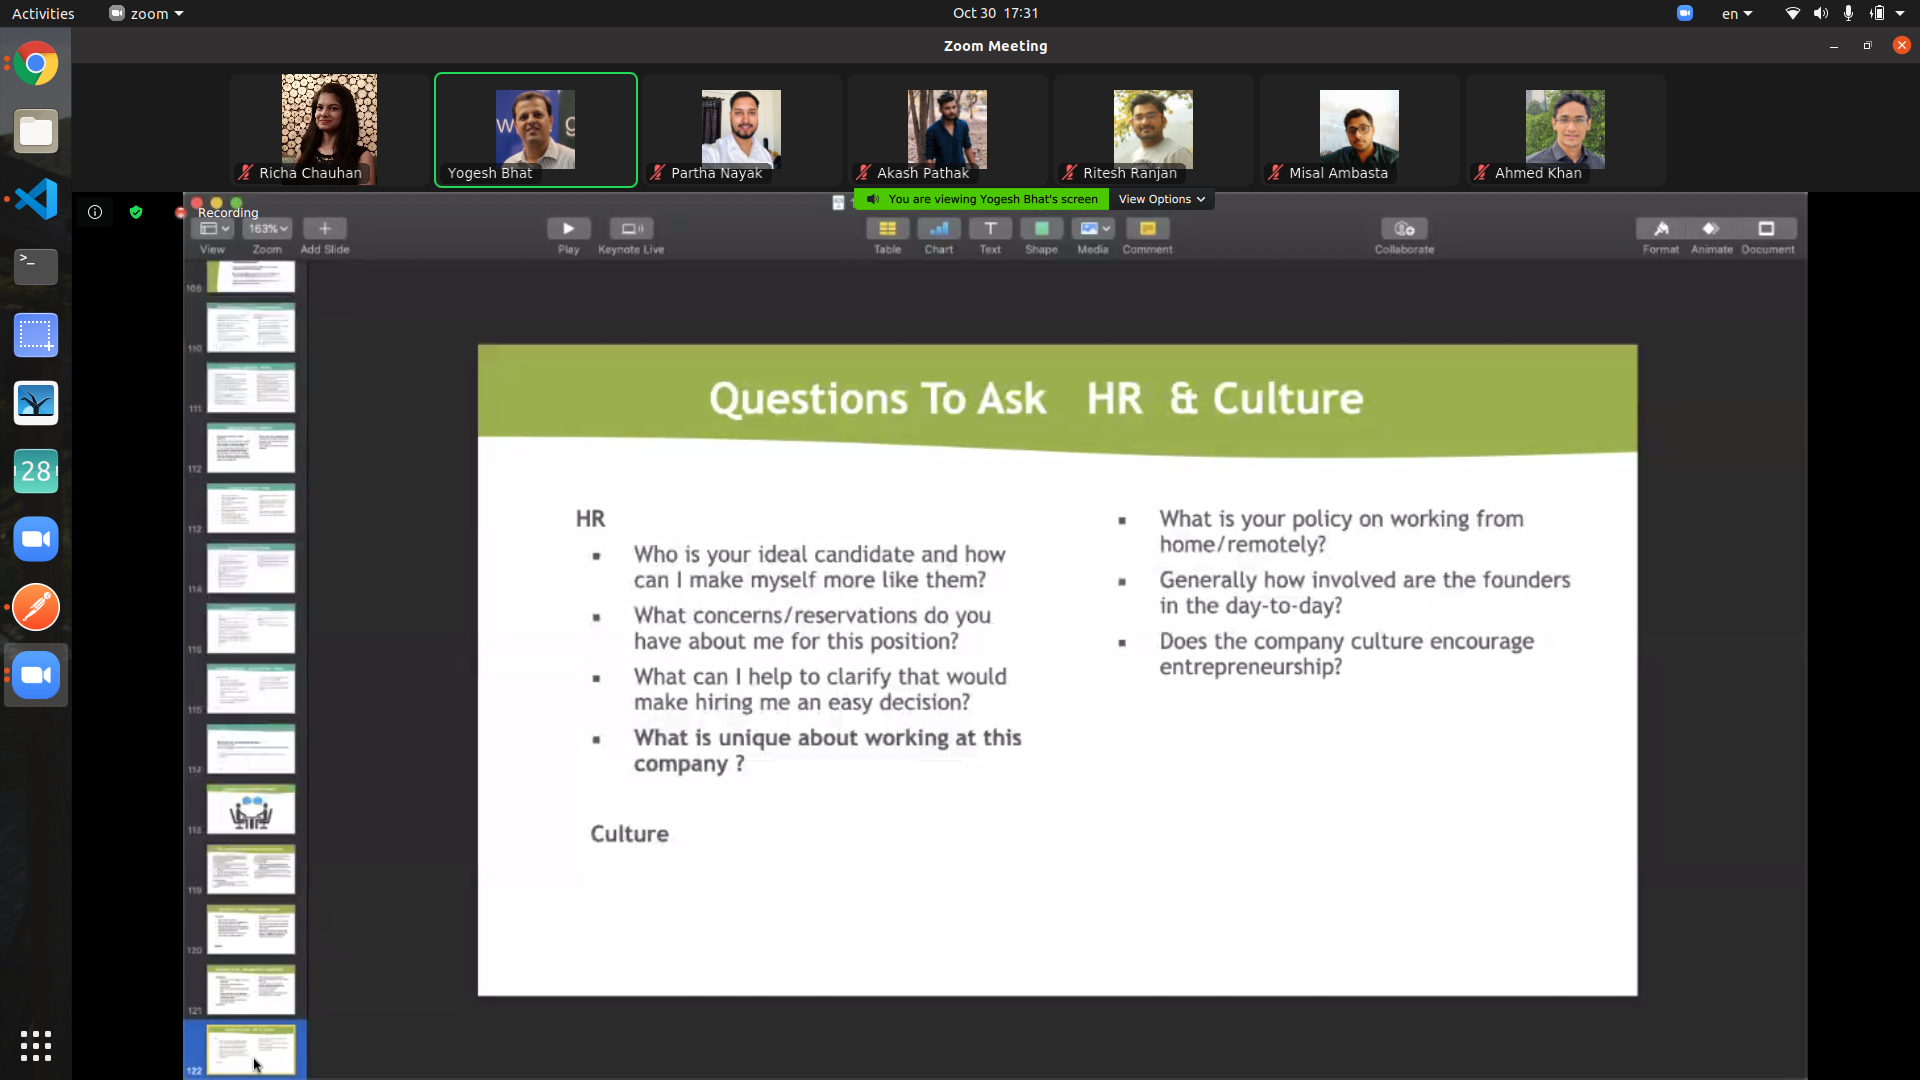 Activities
zoom
Oct 30 17:31
en
Zoom Meeting
Richa Chauhan
Yogesh Bhat
Partha Nayak
Akash Pathak
Ritesh Ranjan
Misal Ambasta
Ahmed Khan
You are viewing Yogesh Bhat's screen
View Options
Recording
163%
View
Zoom
Add Slide
Play
Keynote Live
Table
Chart
Text
Shape
Media
Comment
Collaborate
Format
Animate
Document
28
110
111
112
112
115
119
120
121
122
Questions To Ask HR & Culture
HR
Who is your ideal candidate and how
can I make myself more like them?
What concerns/reservations do you
have about me for this position?
What can I help to clarify that would
make hiring me an easy decision?
What is unique about working at this
company ?
Culture
What is your policy on working from
home/remotely?
Generally how involved are the founders
in the day-to-day?
Does the company culture encourage
entrepreneurship?